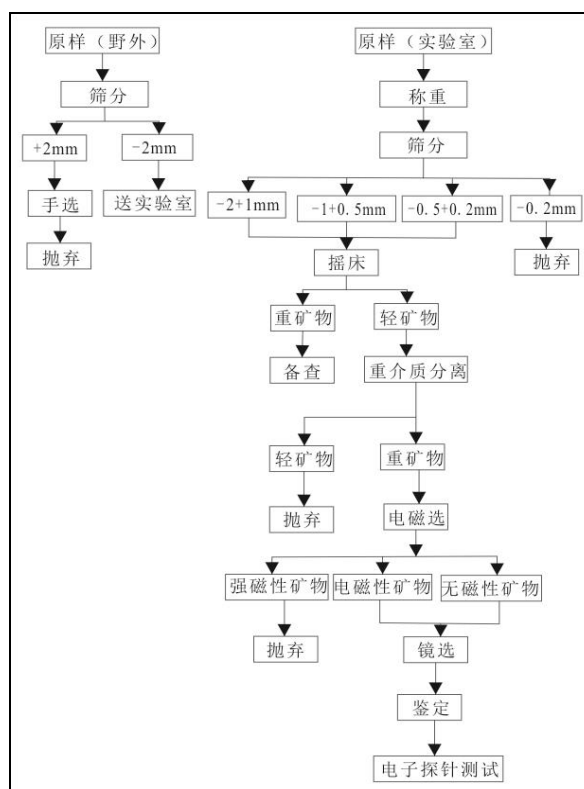 原样（野外）
筛分
+2mm
-2mm
手选
送实验室
抛弃
原样（实验室）
称重
筛分
-2+1mm
-1+0.5mm
-0.5+0.2mm
-0.2mm
摇床
抛弃
重矿物
轻矿物
备查
重介质分离
轻矿物
重矿物
抛弃
电磁选
强磁性矿物
电磁性矿物
无磁性矿物
抛弃
镜选
鉴定
电子探针测试